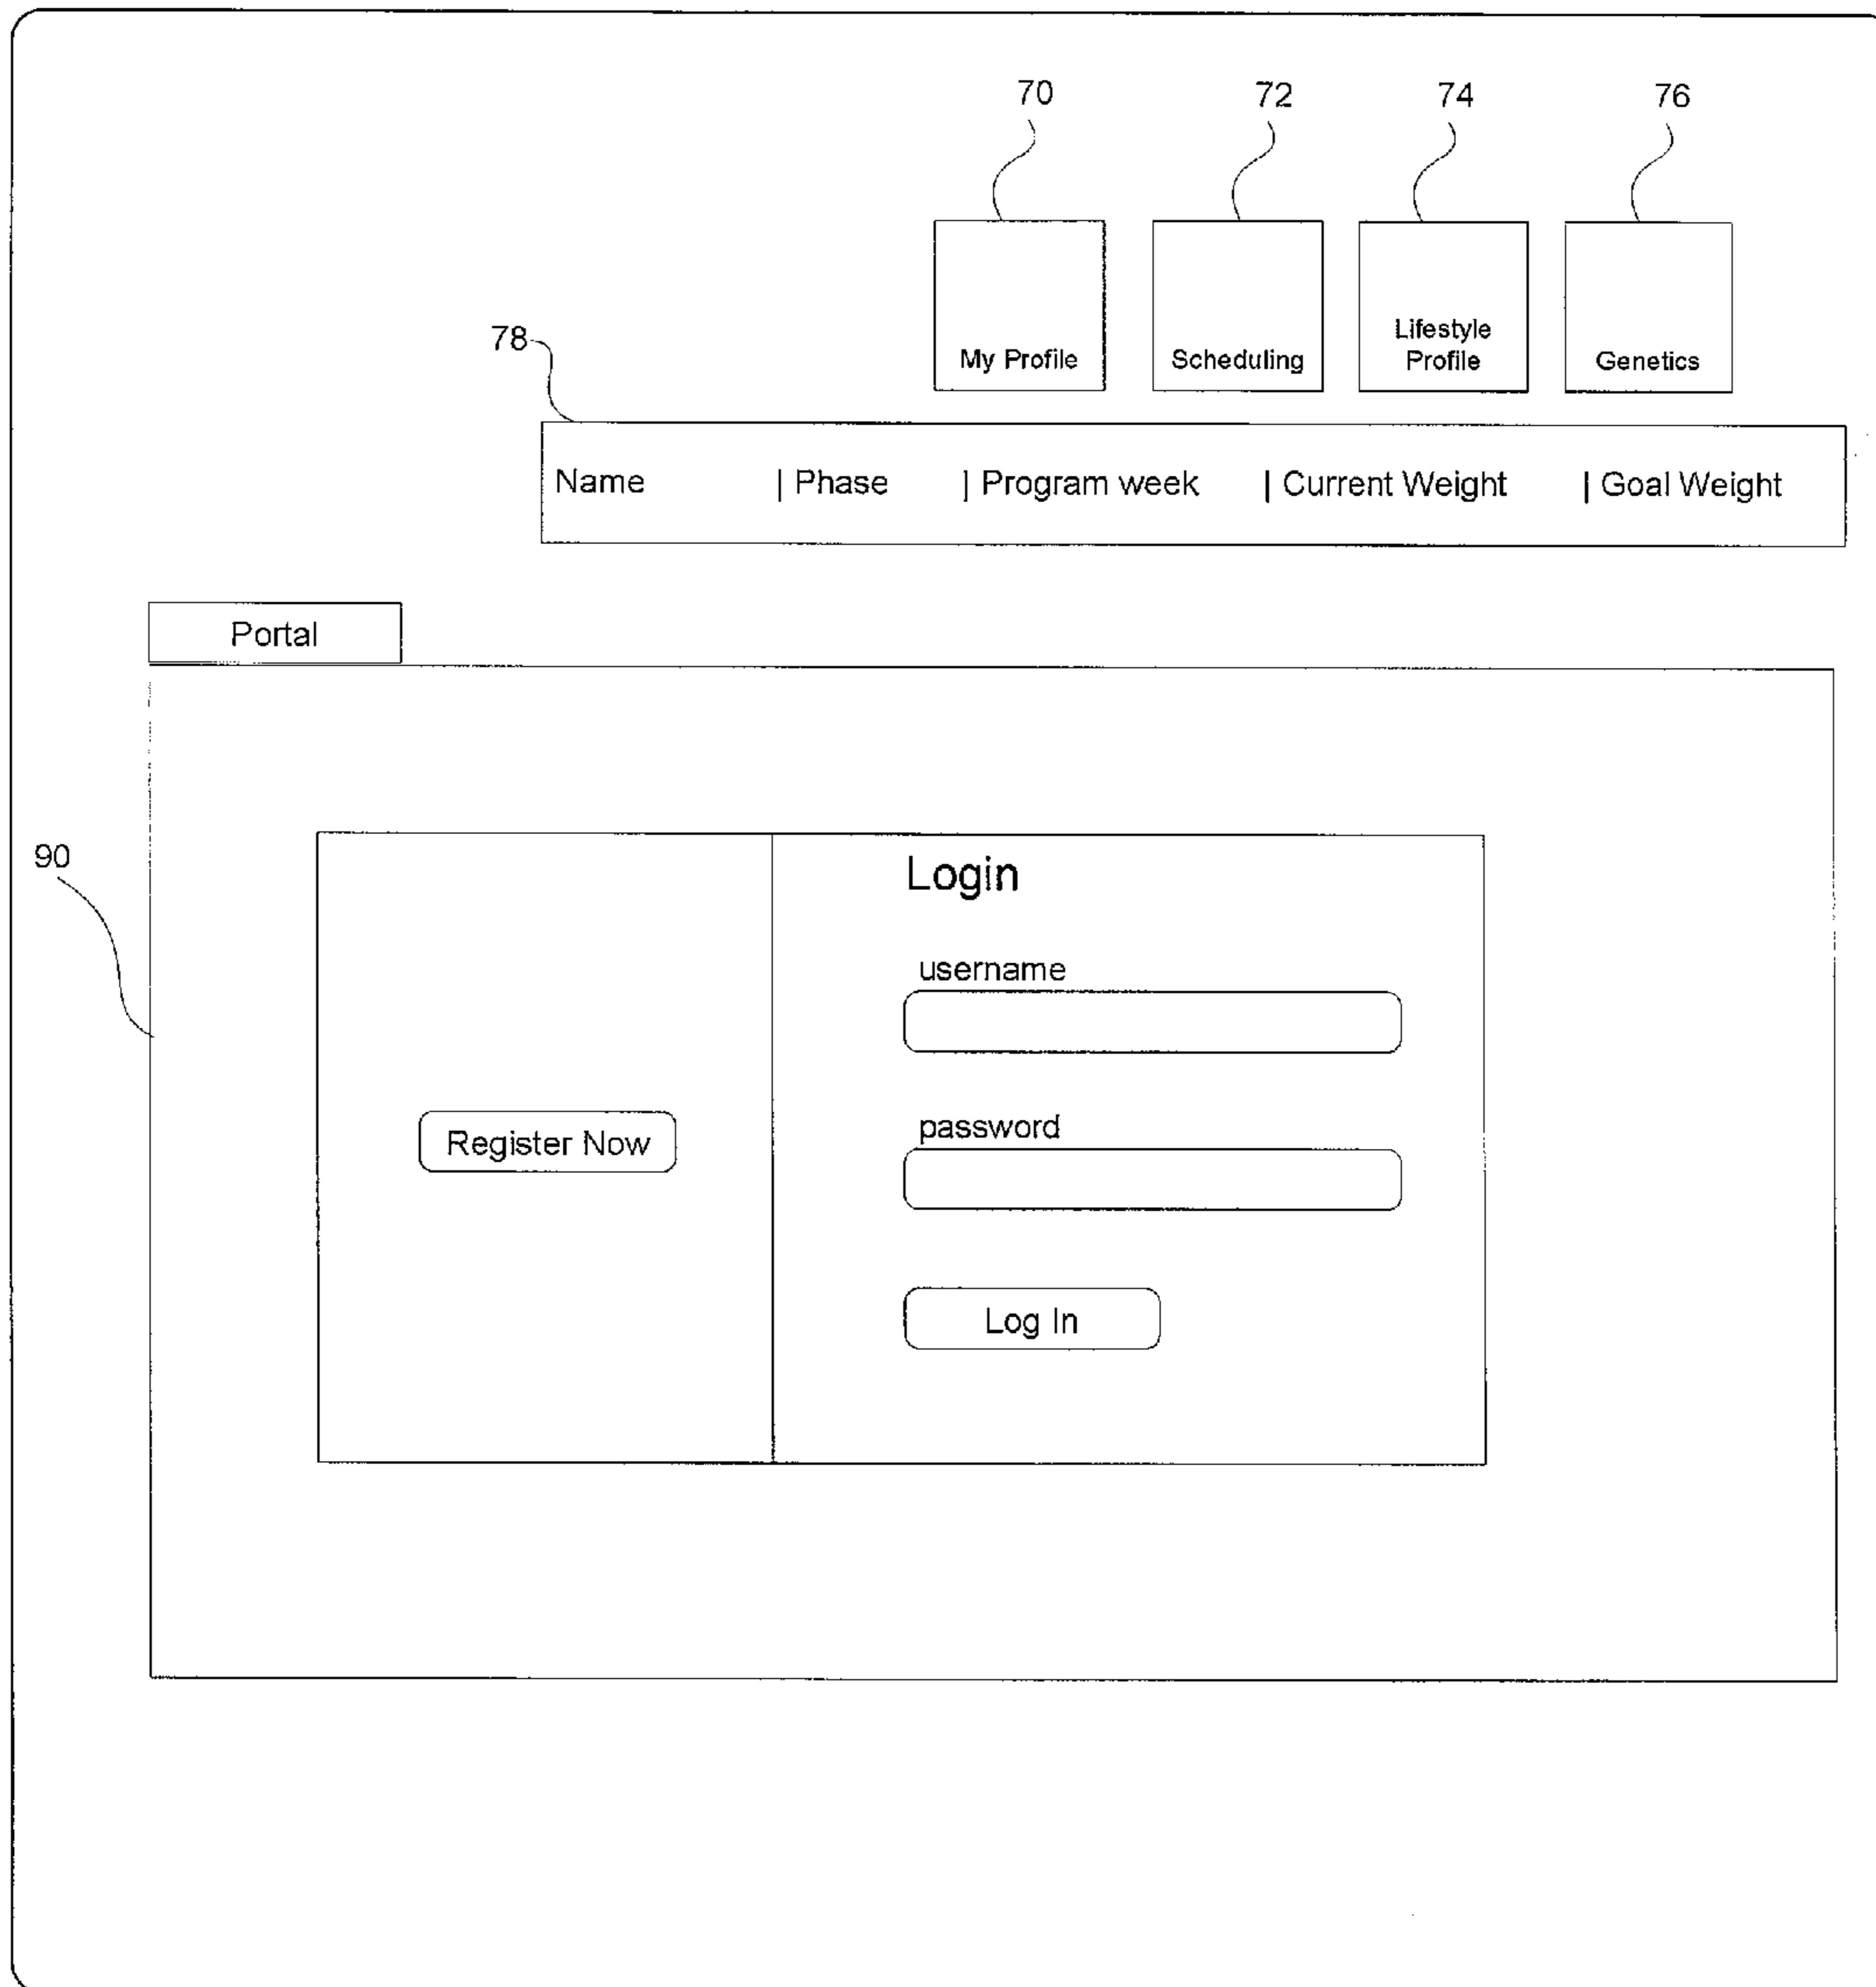 70 72 74 76
My Profile Scheduling Lifestyle Profile Genetics
78
Name | Phase | Program week | Current Weight | Goal Weight
Portal
90
Login
username
password
Register Now
Log In